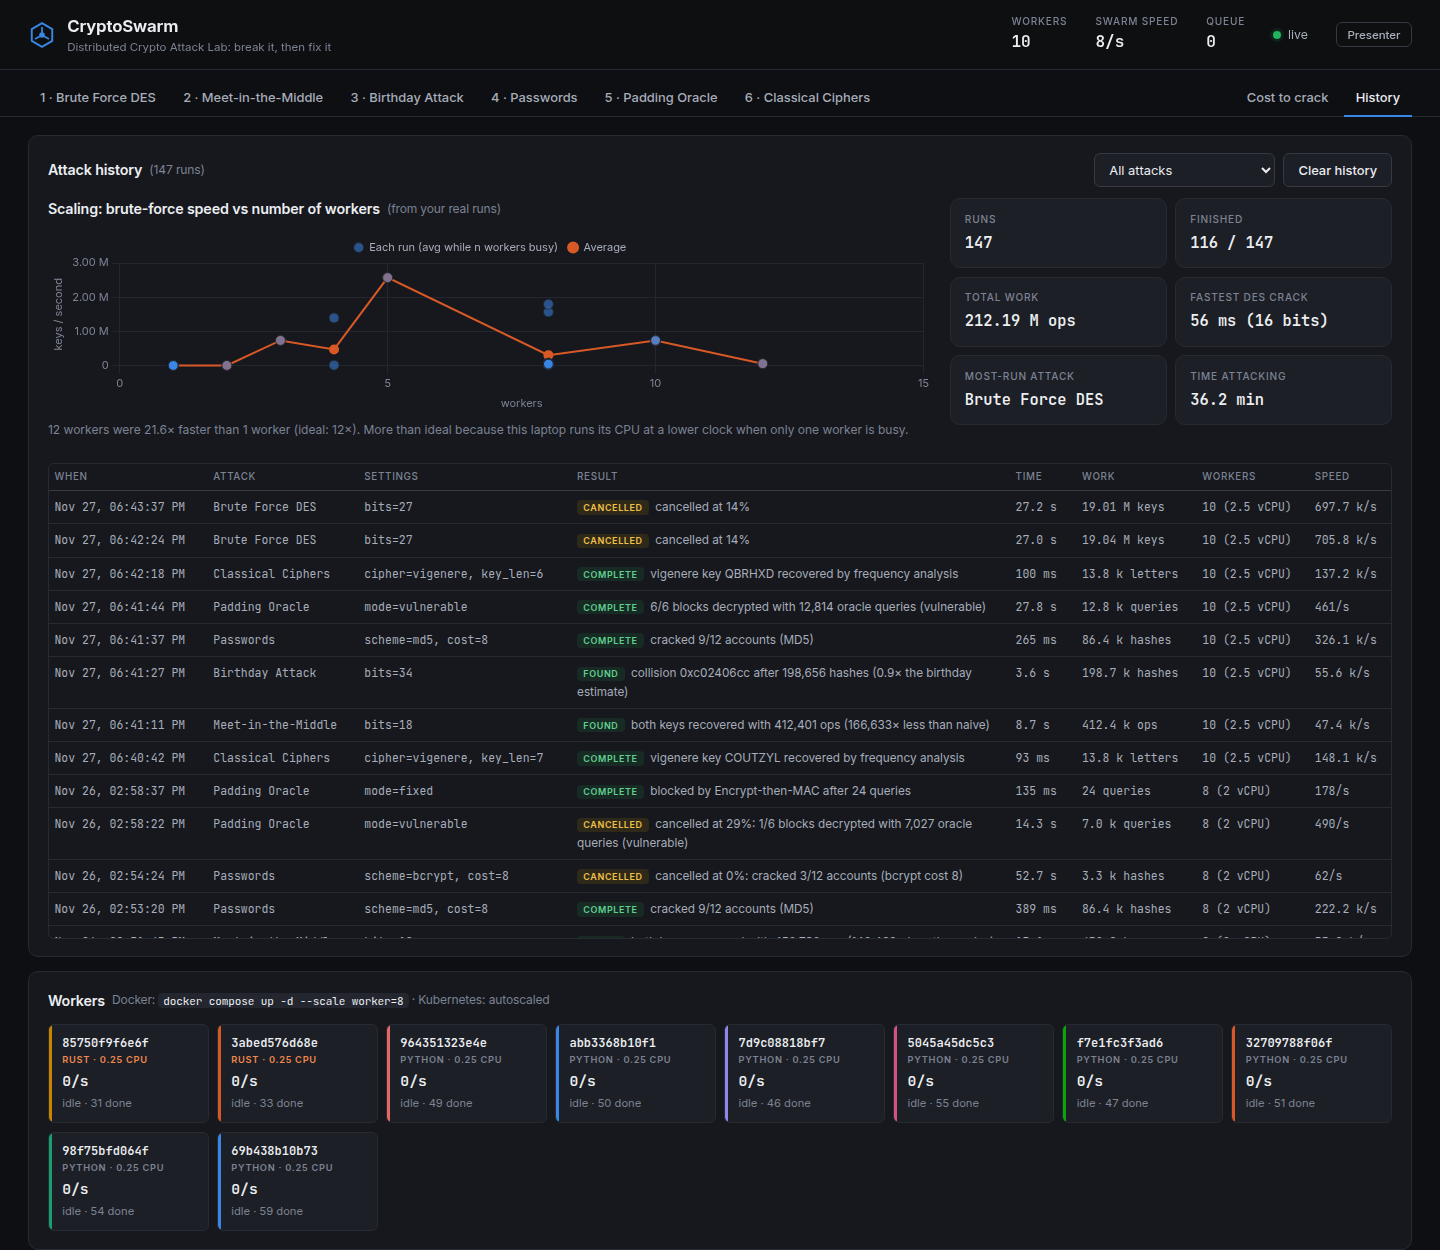 CryptoSwarm
Distributed Crypto Attack Lab: break it, then fix it
WORKERS
10
SWARM SPEED
8/s
QUEUE
0
live
Presenter
1 · Brute Force DES
2 · Meet-in-the-Middle
3 · Birthday Attack
4 · Passwords
5 · Padding Oracle
6 · Classical Ciphers
Cost to crack
History
Attack history (147 runs)
All attacks
Clear history
Scaling: brute-force speed vs number of workers (from your real runs)
Each run (avg while n workers busy)
Average
3.00 M
2.00 M
1.00 M
0
keys / second
0
5
10
15
workers
12 workers were 21.6× faster than 1 worker (ideal: 12×). More than ideal because this laptop runs its CPU at a lower clock when only one worker is busy.
RUNS
147
FINISHED
116 / 147
TOTAL WORK
212.19 M ops
FASTEST DES CRACK
56 ms (16 bits)
MOST-RUN ATTACK
Brute Force DES
TIME ATTACKING
36.2 min
WHEN ATTACK SETTINGS RESULT TIME WORK WORKERS SPEED
Nov 27, 06:43:37 PM Brute Force DES bits=27 CANCELLED cancelled at 14% 27.2 s 19.01 M keys 10 (2.5 vCPU) 697.7 k/s
Nov 27, 06:42:24 PM Brute Force DES bits=27 CANCELLED cancelled at 14% 27.0 s 19.04 M keys 10 (2.5 vCPU) 705.8 k/s
Nov 27, 06:42:18 PM Classical Ciphers cipher=vigenere, key_len=6 COMPLETE vigenere key QBRHXD recovered by frequency analysis 100 ms 13.8 k letters 10 (2.5 vCPU) 137.2 k/s
Nov 27, 06:41:44 PM Padding Oracle mode=vulnerable COMPLETE 6/6 blocks decrypted with 12,814 oracle queries (vulnerable) 27.8 s 12.8 k queries 10 (2.5 vCPU) 461/s
Nov 27, 06:41:37 PM Passwords scheme=md5, cost=8 COMPLETE cracked 9/12 accounts (MD5) 265 ms 86.4 k hashes 10 (2.5 vCPU) 326.1 k/s
Nov 27, 06:41:27 PM Birthday Attack bits=34 FOUND collision 0xc02406cc after 198,656 hashes (0.9× the birthday 3.6 s 198.7 k hashes 10 (2.5 vCPU) 55.6 k/s
estimate)
Nov 27, 06:41:11 PM Meet-in-the-Middle bits=18 FOUND both keys recovered with 412,401 ops (166,633× less than naive) 8.7 s 412.4 k ops 10 (2.5 vCPU) 47.4 k/s
Nov 27, 06:40:42 PM Classical Ciphers cipher=vigenere, key_len=7 COMPLETE vigenere key COUTZYL recovered by frequency analysis 93 ms 13.8 k letters 10 (2.5 vCPU) 148.1 k/s
Nov 26, 02:58:37 PM Padding Oracle mode=fixed COMPLETE blocked by Encrypt-then-MAC after 24 queries 135 ms 24 queries 8 (2 vCPU) 178/s
Nov 26, 02:58:22 PM Padding Oracle mode=vulnerable CANCELLED cancelled at 29%: 1/6 blocks decrypted with 7,027 oracle 14.3 s 7.0 k queries 8 (2 vCPU) 490/s
queries (vulnerable)
Nov 26, 02:54:24 PM Passwords scheme=bcrypt, cost=8 CANCELLED cancelled at 0%: cracked 3/12 accounts (bcrypt cost 8) 52.7 s 3.3 k hashes 8 (2 vCPU) 62/s
Nov 26, 02:53:20 PM Passwords scheme=md5, cost=8 COMPLETE cracked 9/12 accounts (MD5) 389 ms 86.4 k hashes 8 (2 vCPU) 222.2 k/s
Workers Docker: docker compose up -d --scale worker=8 · Kubernetes: autoscaled
85750f9f6e6f
RUST · 0.25 CPU
0/s
idle · 31 done
3abed576d68e
RUST · 0.25 CPU
0/s
idle · 33 done
964351323e4e
PYTHON · 0.25 CPU
0/s
idle · 49 done
abb3368b10f1
PYTHON · 0.25 CPU
0/s
idle · 50 done
7d9c08818bf7
PYTHON · 0.25 CPU
0/s
idle · 46 done
5045a45dc5c3
PYTHON · 0.25 CPU
0/s
idle · 55 done
f7e1fc3f3ad6
PYTHON · 0.25 CPU
0/s
idle · 47 done
32709788f06f
PYTHON · 0.25 CPU
0/s
idle · 51 done
98f75bfd064f
PYTHON · 0.25 CPU
0/s
idle · 54 done
69b438b10b73
PYTHON · 0.25 CPU
0/s
idle · 59 done